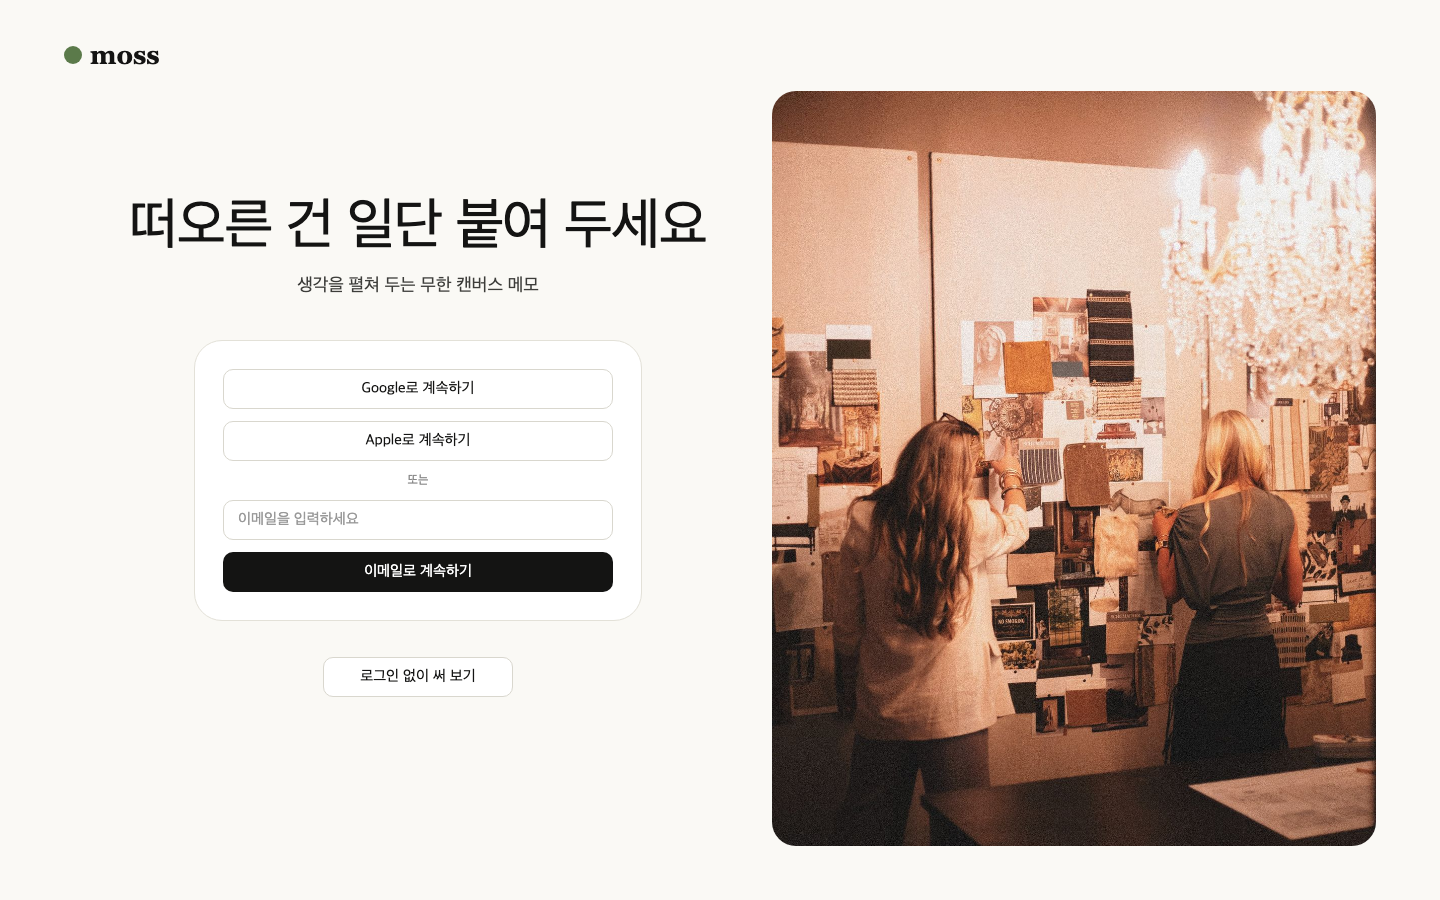 moss
떠오른 건 일단 붙여 두세요
생각을 펼쳐 두는 무한 캔버스 메모
Google로 계속하기
Apple로 계속하기
또는
이메일을 입력하세요
이메일로 계속하기
로그인 없이 써 보기
NO SMOKING